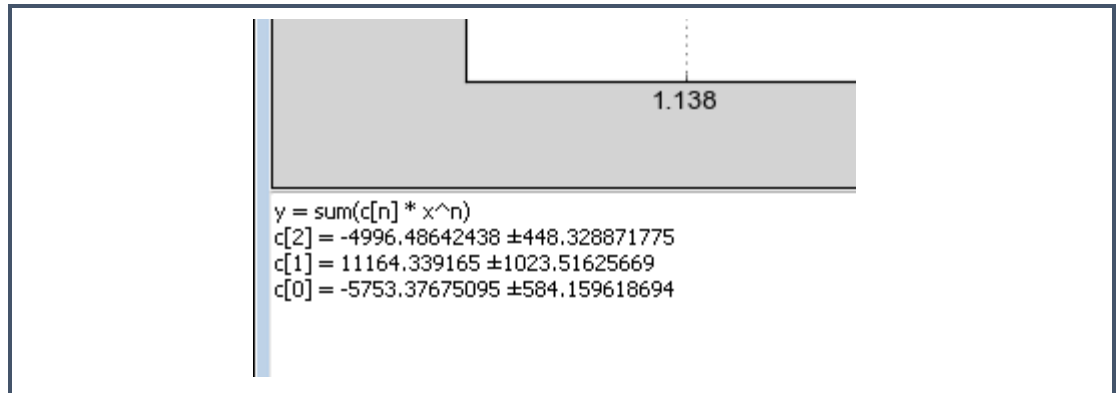 1.138
y = sum(c[n] * x^n)
c[2] = -4996.48642438 ±448.328871775
c[1] = 11164.339165 ±1023.51625669
c[0] = -5753.37675095 ±584.159618694